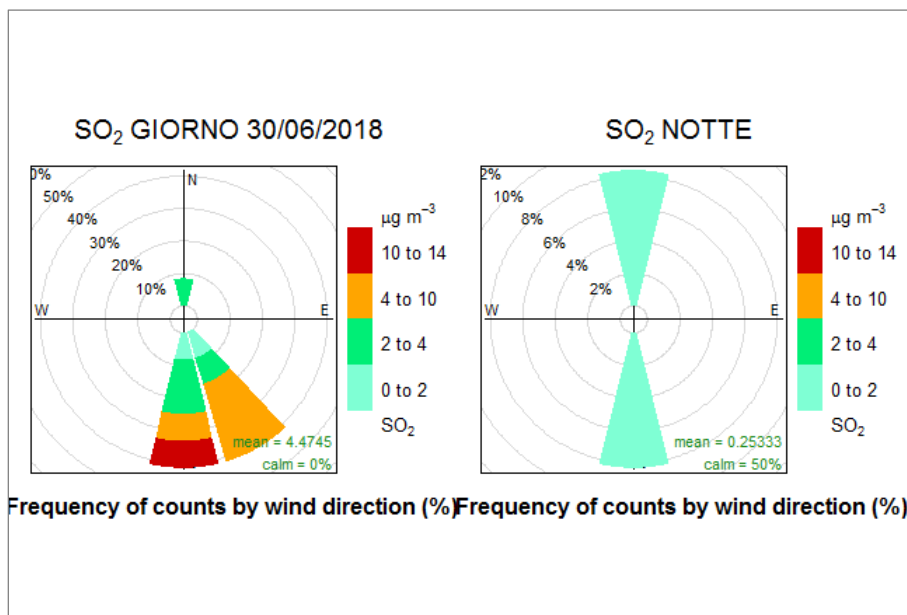 SO₂ GIORNO 30/06/2018
0%
50%
40%
30%
20%
10%
N
W
E
mean = 4.4745
calm = 0%
µg m⁻³
10 to 14
4 to 10
2 to 4
0 to 2
SO₂
Frequency of counts by wind direction (%)
SO₂ NOTTE
2%
10%
8%
6%
4%
2%
W
E
mean = 0.25333
calm = 50%
µg m⁻³
10 to 14
4 to 10
2 to 4
0 to 2
SO₂
Frequency of counts by wind direction (%)